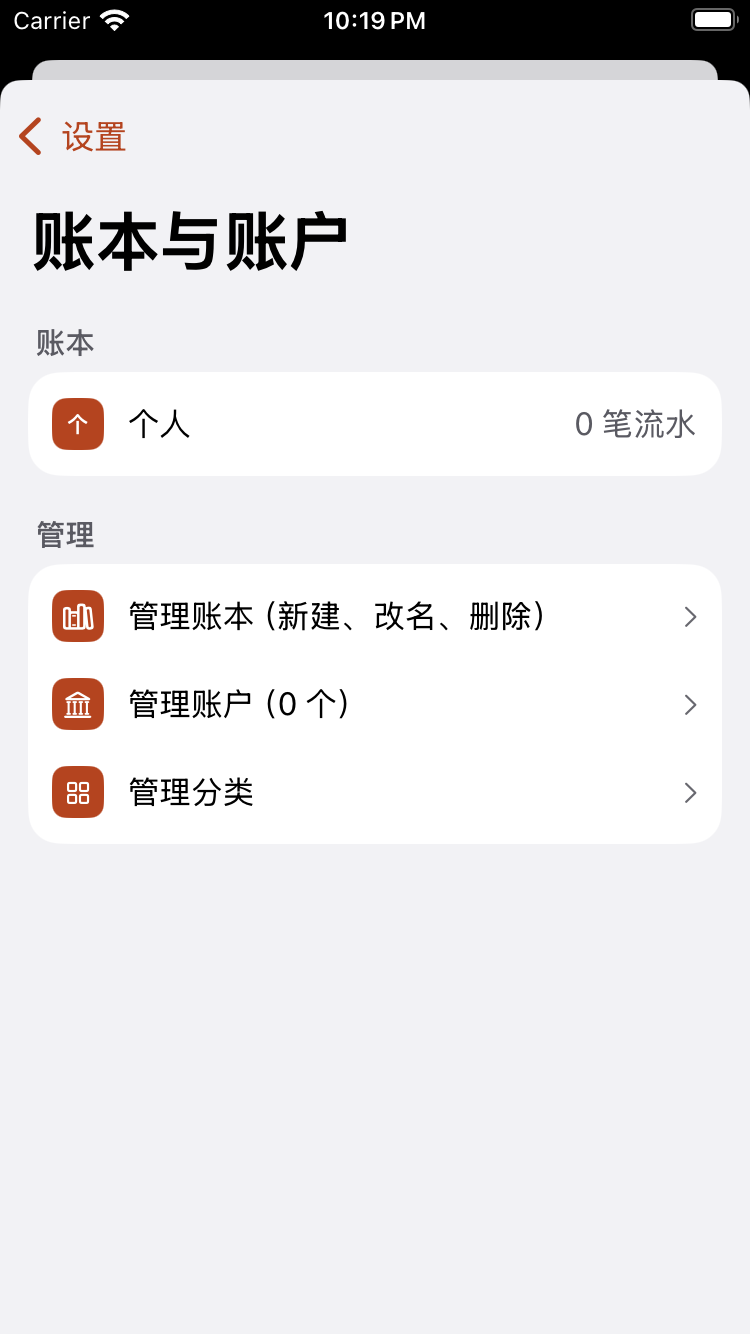 Carrier 10:19 PM
设置
账本与账户
账本
个 个人 0 笔流水
管理
管理账本（新建、改名、删除）
管理账户（0 个）
管理分类